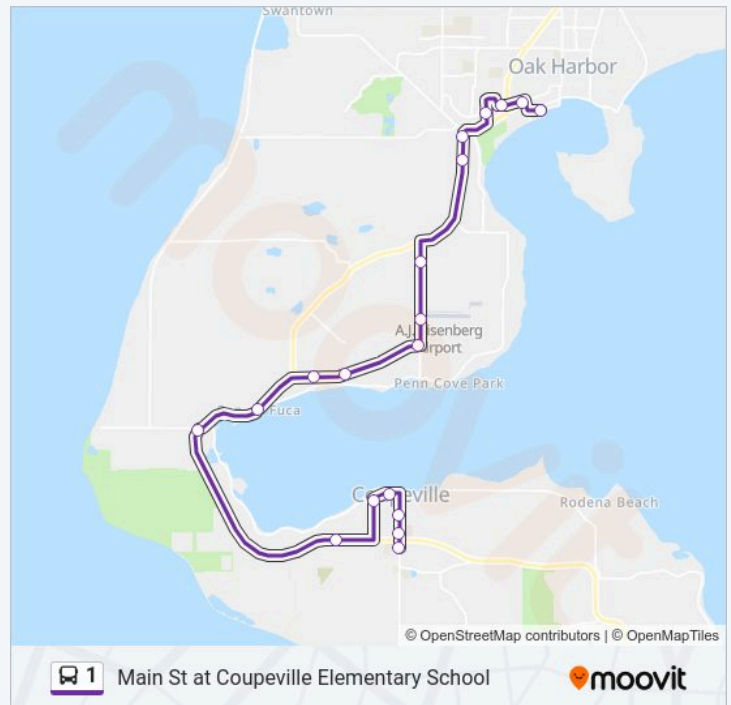 Swantown
Oak Harbor
A.J. Eisenberg
Airport
Penn Cove Park
Fuca
Coupeville
Rodena Beach
© OpenStreetMap contributors | © OpenMapTiles
1 Main St at Coupeville Elementary School
moovit